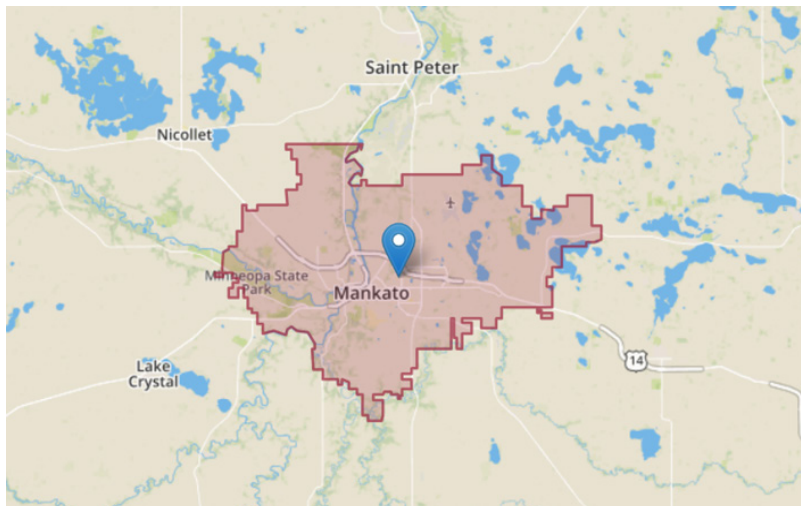 Saint Peter
Nicollet
Minneopa State
Park
Mankato
14
Lake
Crystal